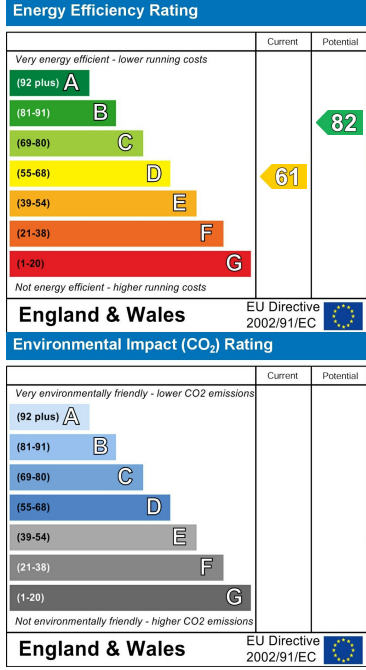 Energy Efficiency Rating
Current Potential
Very energy efficient - lower running costs
(92 plus) A
(81-91) B
82
(69-80) C
(55-68) D
61
(39-54) E
(21-38) F
(1-20) G
Not energy efficient - higher running costs
England & Wales
EU Directive
2002/91/EC
Environmental Impact (CO₂) Rating
Current Potential
Very environmentally friendly - lower CO2 emissions
(92 plus) A
(81-91) B
(69-80) C
(55-68) D
(39-54) E
(21-38) F
(1-20) G
Not environmentally friendly - higher CO2 emissions
England & Wales
EU Directive
2002/91/EC